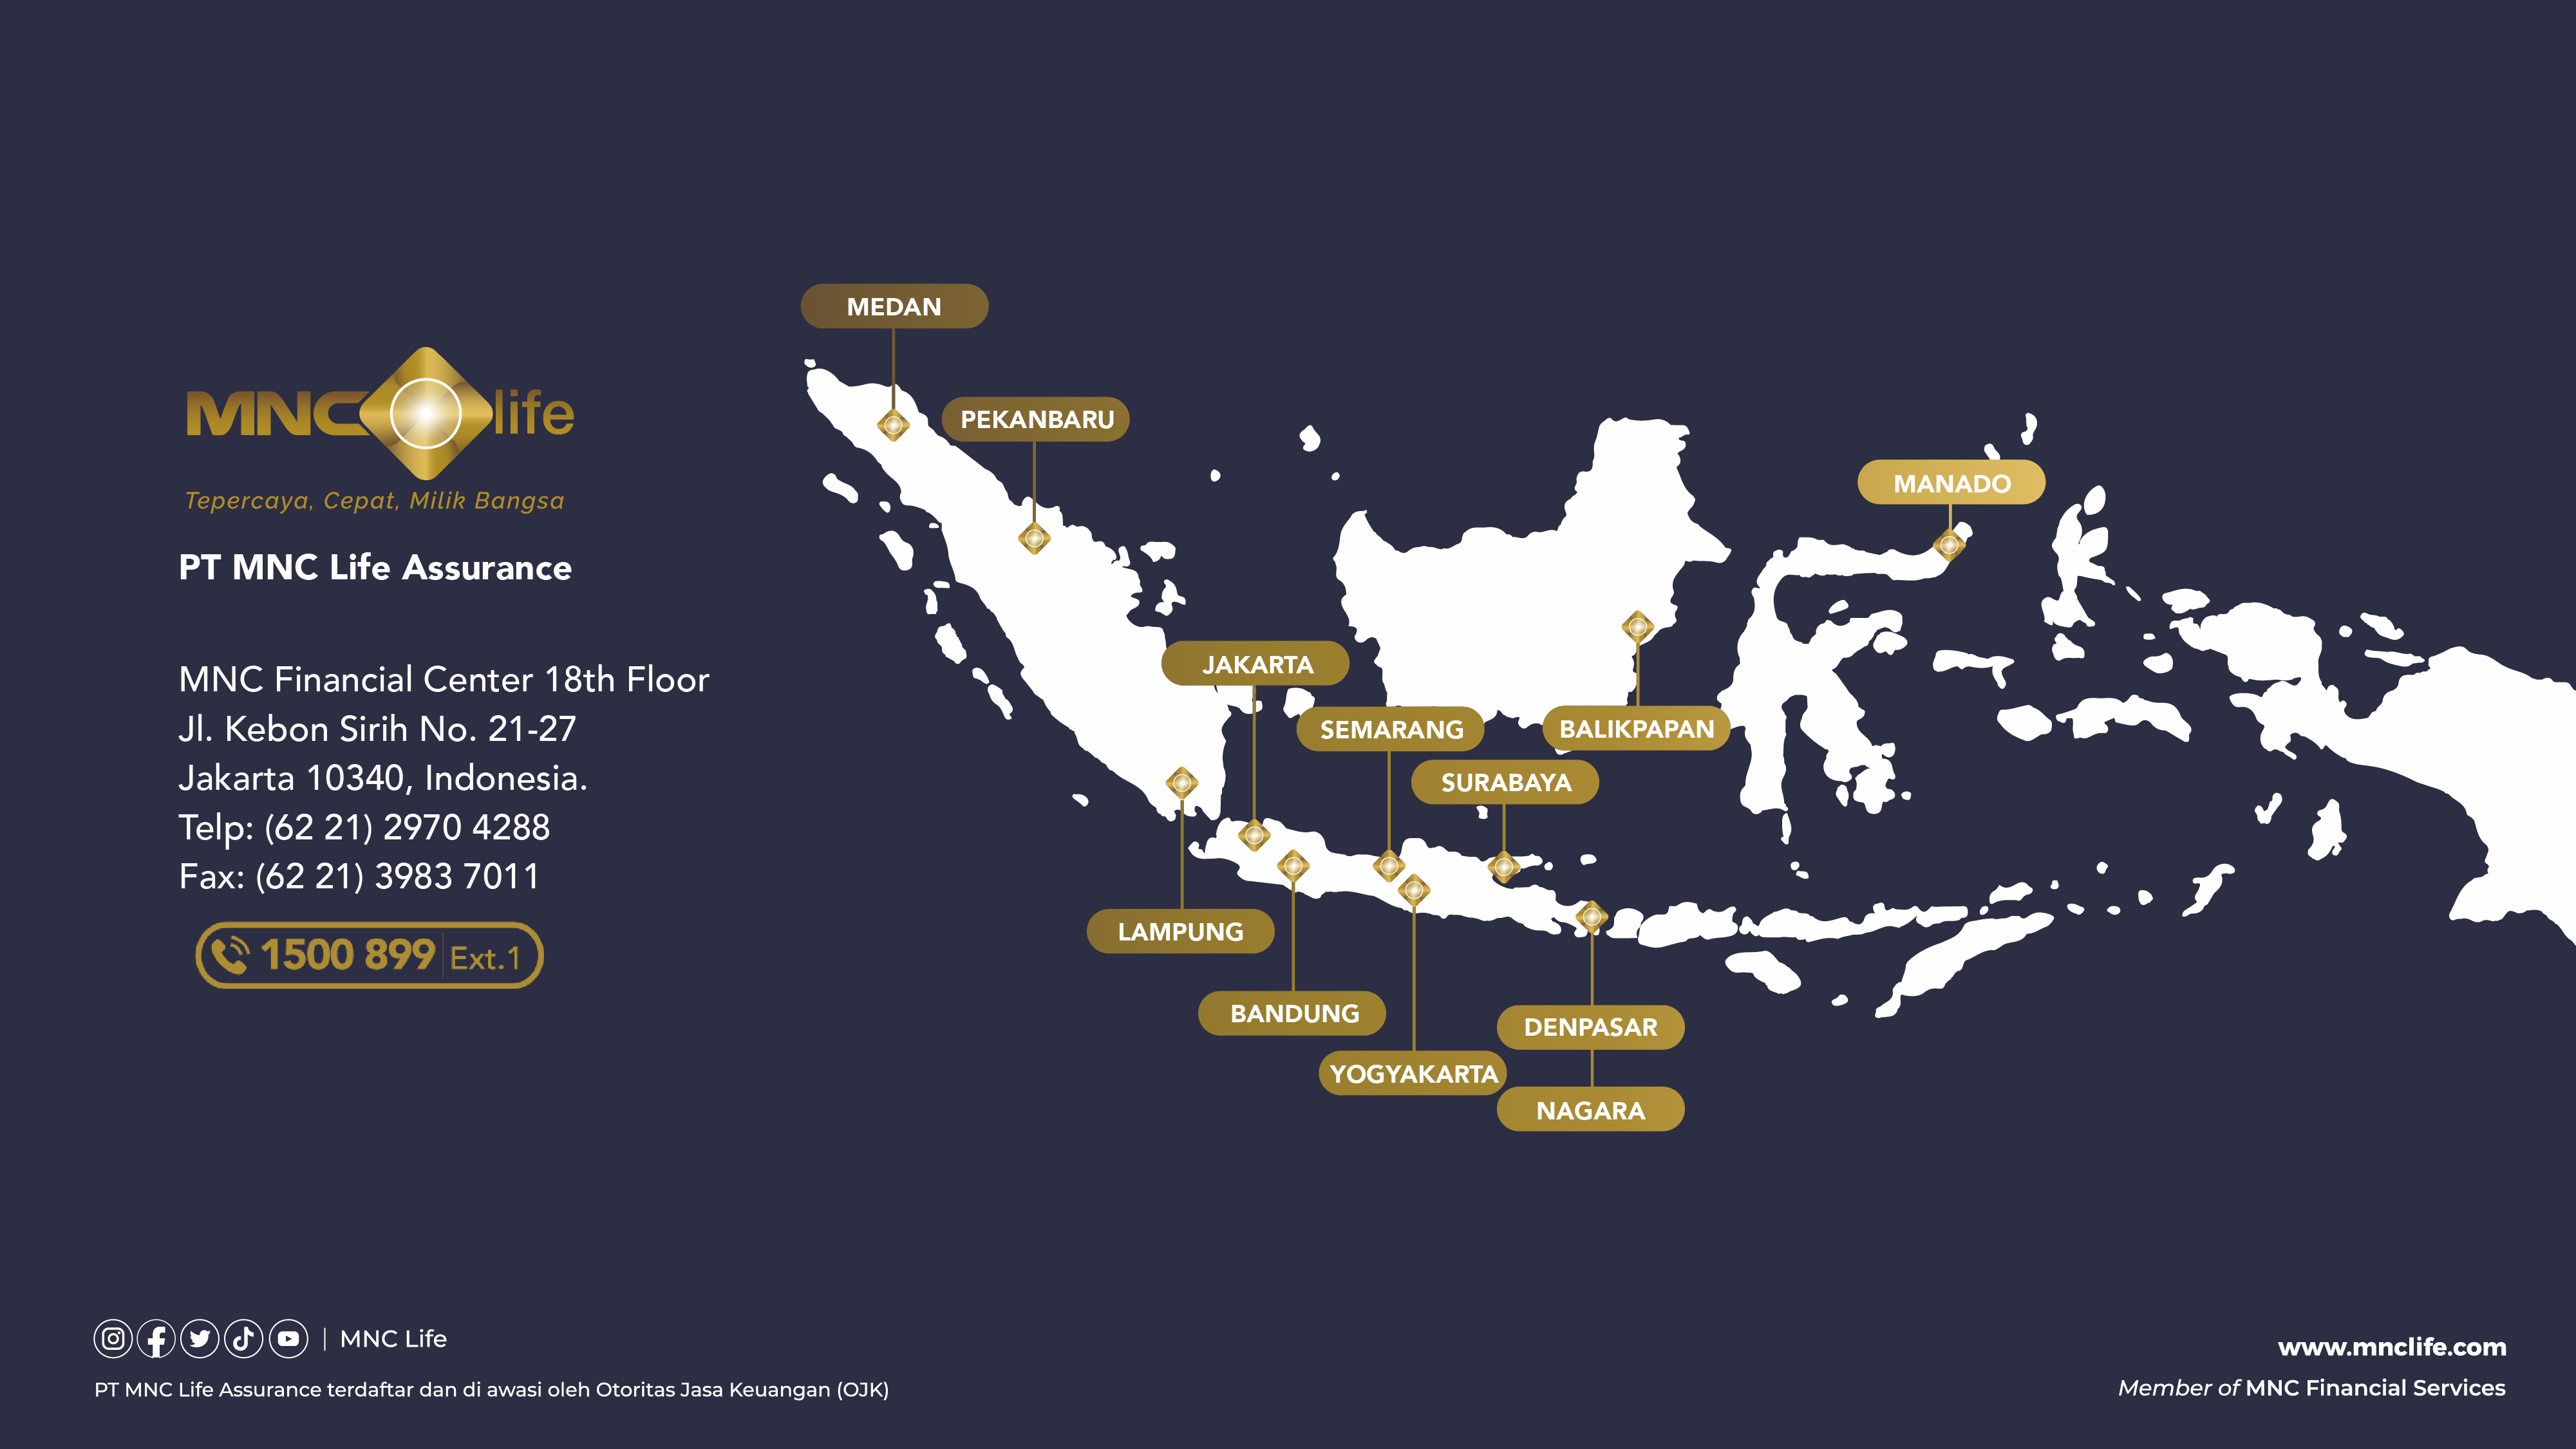 MNC life
Tepercaya, Cepat, Milik Bangsa
PT MNC Life Assurance
MNC Financial Center 18th Floor
Jl. Kebon Sirih No. 21-27
Jakarta 10340, Indonesia.
Telp: (62 21) 2970 4288
Fax: (62 21) 3983 7011
1500 899 Ext.1
MEDAN
PEKANBARU
MANADO
JAKARTA
SEMARANG
BALIKPAPAN
SURABAYA
LAMPUNG
BANDUNG
DENPASAR
YOGYAKARTA
NAGARA
| MNC Life
PT MNC Life Assurance terdaftar dan di awasi oleh Otoritas Jasa Keuangan (OJK)
www.mnclife.com
Member of MNC Financial Services